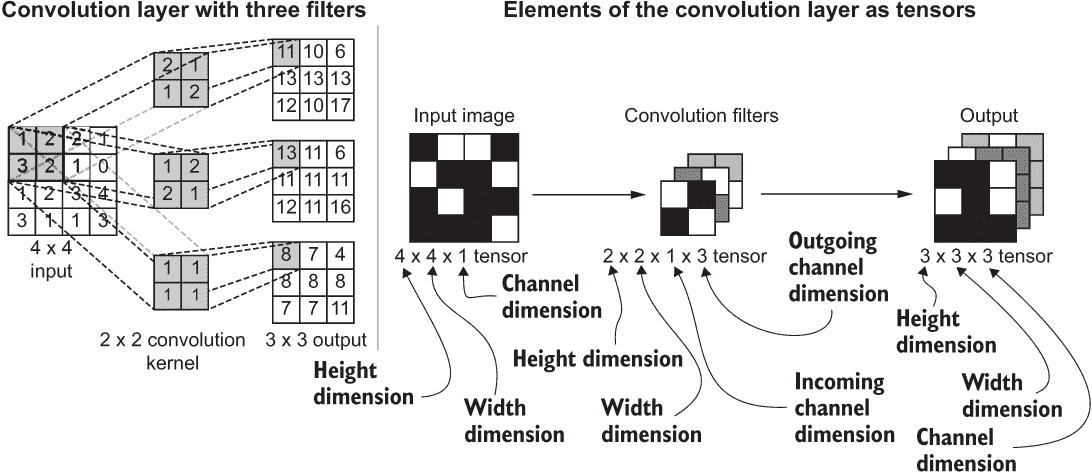 Convolution layer with three filters
2 1
1 2
11 10 6
13 13 13
12 10 17
1 2 2 1
3 2 1 0
1 2 3 4
3 1 1 3
4 x 4
input
1 2
2 1
13 11 6
11 11 11
12 11 16
1 1
1 1
8 7 4
8 8 8
7 7 11
2 x 2 convolution
kernel
3 x 3 output
Elements of the convolution layer as tensors
Input image
Convolution filters
Output
4 x 4 x 1 tensor
2 x 2 x 1 x 3 tensor
3 x 3 x 3 tensor
Channel
dimension
Outgoing
channel
dimension
Height
dimension
Height dimension
Height
dimension
Width
dimension
Width
dimension
Incoming
channel
dimension
Width
dimension
Channel
dimension